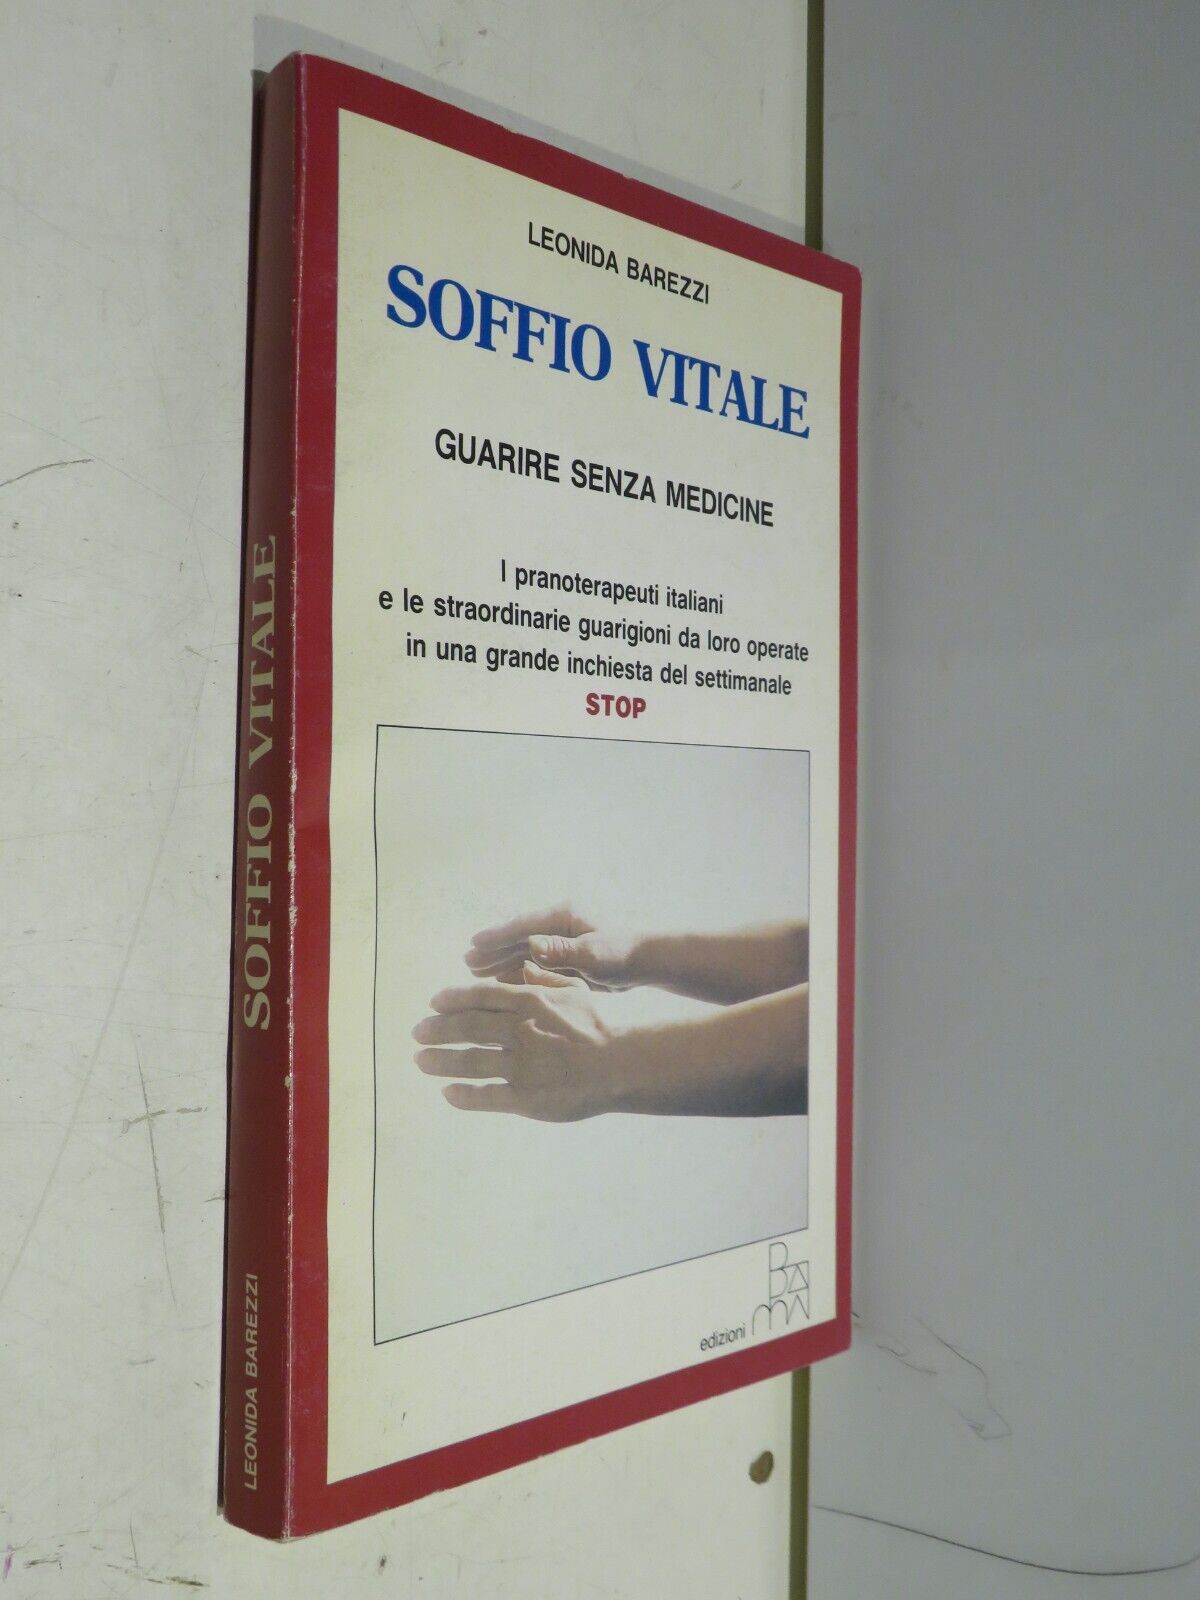 LEONIDA BAREZZI
SOFFIO VITALE
GUARIRE SENZA MEDICINE
I pranoterapeuti italiani
e le straordinarie guarigioni da loro operate
in una grande inchiesta del settimanale
STOP
edizioni BAMA
SOFFIO VITALE
LEONIDA BAREZZI